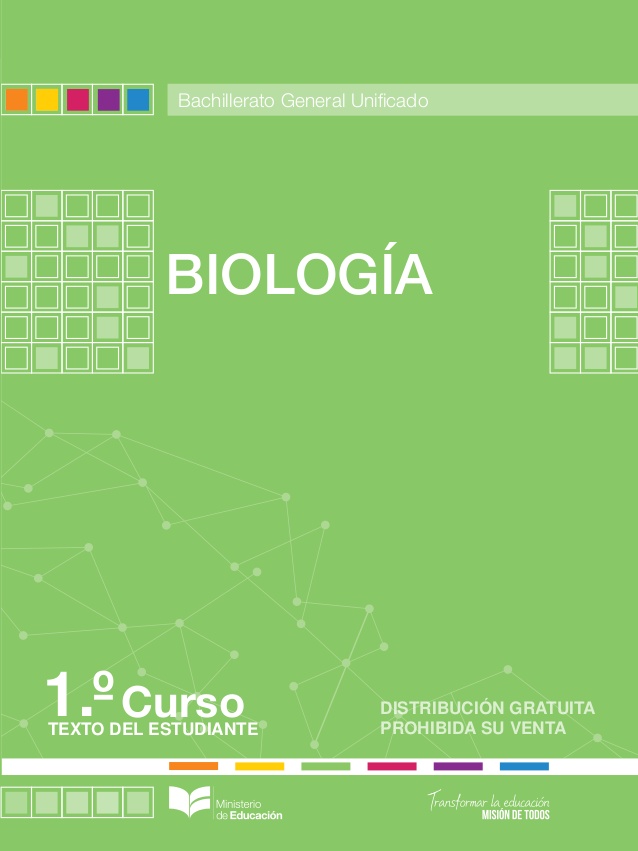 Bachillerato General Unificado
BIOLOGÍA
1.º Curso
TEXTO DEL ESTUDIANTE
DISTRIBUCIÓN GRATUITA
PROHIBIDA SU VENTA
Ministerio
de Educación
Transformar la educación
MISIÓN DE TODOS